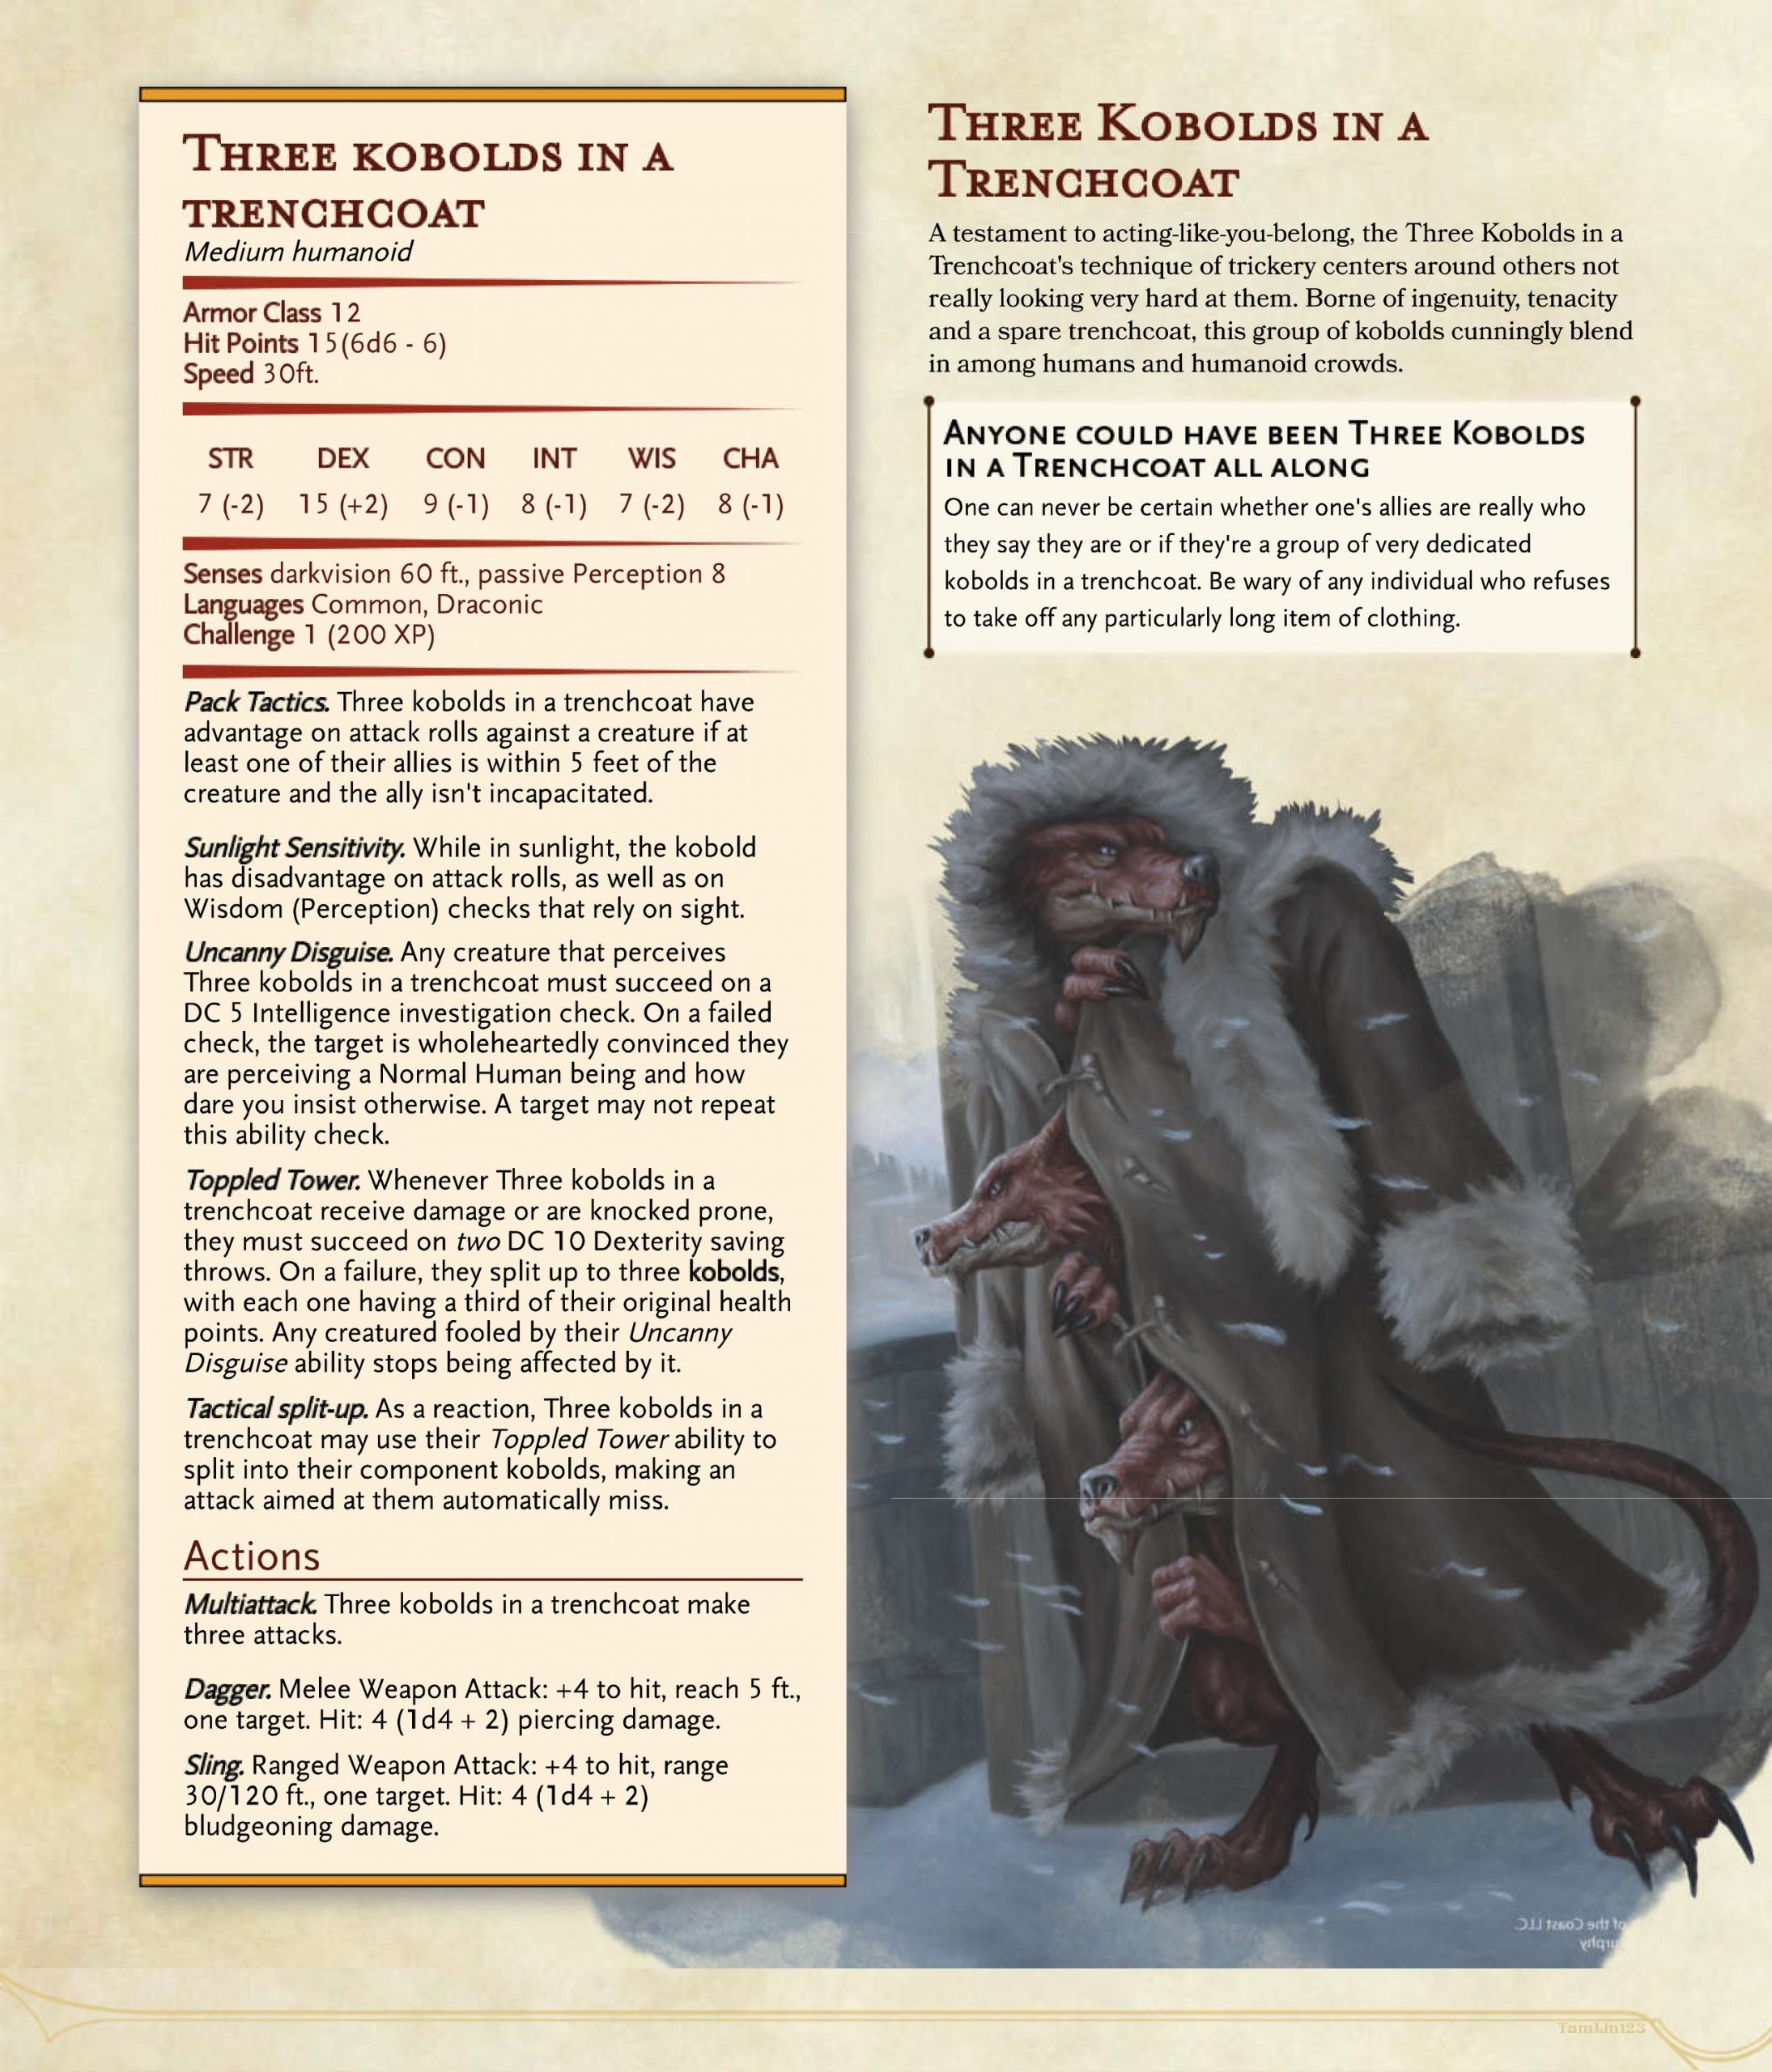 THREE KOBOLDS IN A
TRENCHCOAT
Medium humanoid
Armor Class 12
Hit Points 15(6d6 - 6)
Speed 30ft.
STR DEX CON INT WIS CHA
7 (-2) 15 (+2) 9 (-1) 8 (-1) 7 (-2) 8 (-1)
Senses darkvision 60 ft., passive Perception 8
Languages Common, Draconic
Challenge 1 (200 XP)
Pack Tactics. Three kobolds in a trenchcoat have
advantage on attack rolls against a creature if at
least one of their allies is within 5 feet of the
creature and the ally isn't incapacitated.
Sunlight Sensitivity. While in sunlight, the kobold
has disadvantage on attack rolls, as well as on
Wisdom (Perception) checks that rely on sight.
Uncanny Disguise. Any creature that perceives
Three kobolds in a trenchcoat must succeed on a
DC 5 Intelligence investigation check. On a failed
check, the target is wholeheartedly convinced they
are perceiving a Normal Human being and how
dare you insist otherwise. A target may not repeat
this ability check.
Toppled Tower. Whenever Three kobolds in a
trenchcoat receive damage or are knocked prone,
they must succeed on two DC 10 Dexterity saving
throws. On a failure, they split up to three kobolds,
with each one having a third of their original health
points. Any creatured fooled by their Uncanny
Disguise ability stops being affected by it.
Tactical split-up. As a reaction, Three kobolds in a
trenchcoat may use their Toppled Tower ability to
split into their component kobolds, making an
attack aimed at them automatically miss.
Actions
Multiattack. Three kobolds in a trenchcoat make
three attacks.
Dagger. Melee Weapon Attack: +4 to hit, reach 5 ft.,
one target. Hit: 4 (1d4 + 2) piercing damage.
Sling. Ranged Weapon Attack: +4 to hit, range
30/120 ft., one target. Hit: 4 (1d4 + 2)
bludgeoning damage.
THREE KOBOLDS IN A
TRENCHCOAT
A testament to acting-like-you-belong, the Three Kobolds in a
Trenchcoat's technique of trickery centers around others not
really looking very hard at them. Borne of ingenuity, tenacity
and a spare trenchcoat, this group of kobolds cunningly blend
in among humans and humanoid crowds.
ANYONE COULD HAVE BEEN THREE KOBOLDS
IN A TRENCHCOAT ALL ALONG
One can never be certain whether one's allies are really who
they say they are or if they're a group of very dedicated
kobolds in a trenchcoat. Be wary of any individual who refuses
to take off any particularly long item of clothing.
of the Coast LLC.
TamLin123